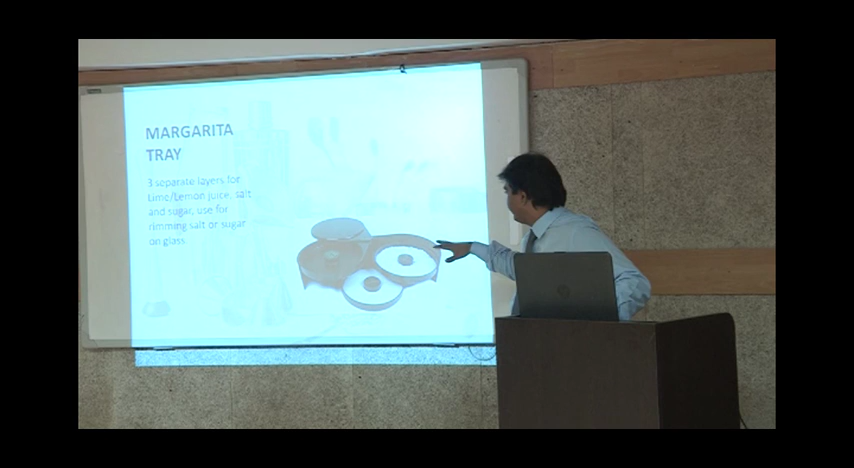 MARGARITA
TRAY
3 separate layers for
Lime/Lemon juice, salt
and sugar, use for
rimming salt or sugar
on glass.